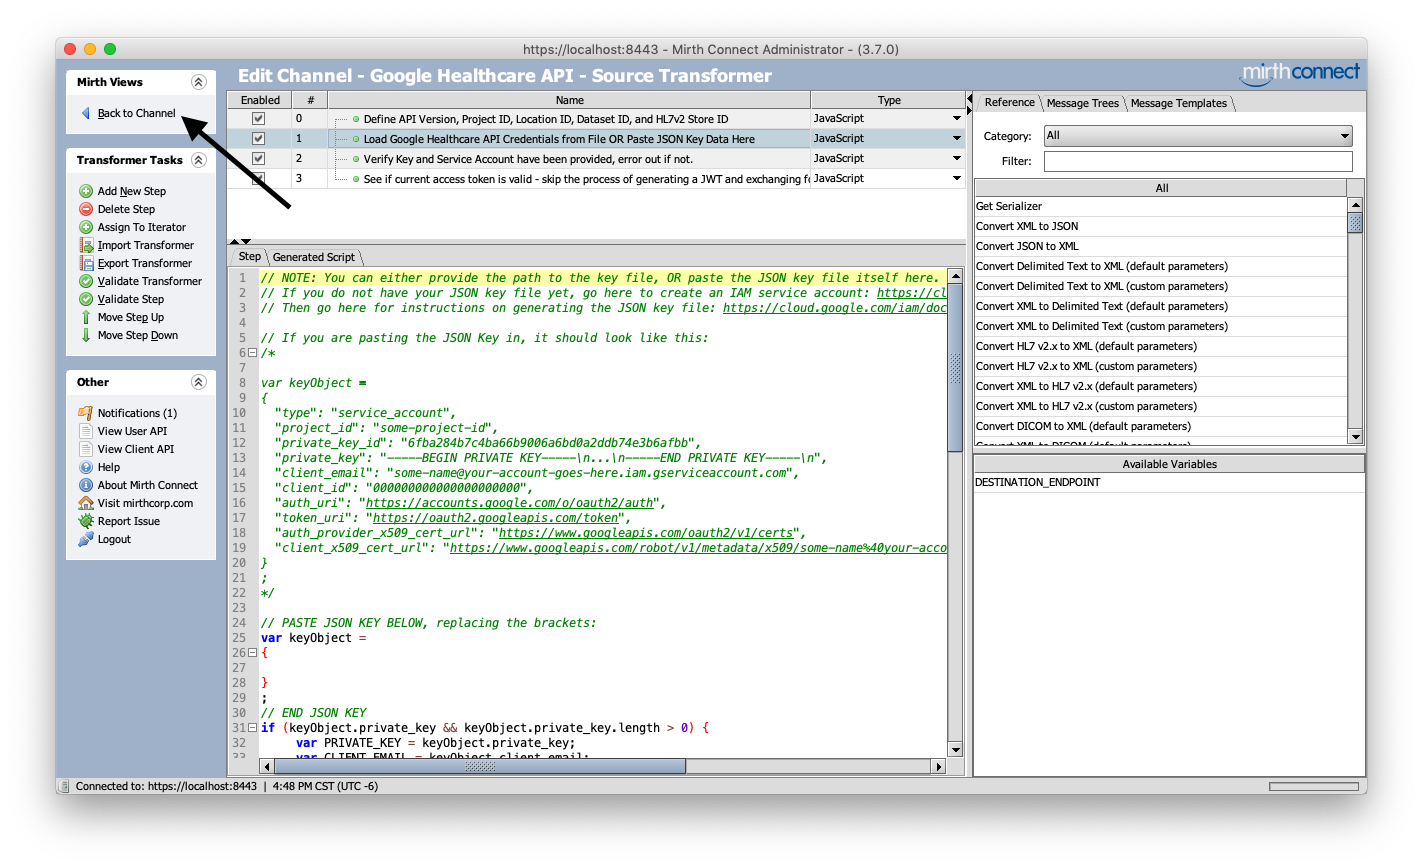 https://localhost:8443 - Mirth Connect Administrator - (3.7.0)
Mirth Views
Back to Channel
Transformer Tasks
Add New Step
Delete Step
Assign To Iterator
Import Transformer
Export Transformer
Validate Transformer
Validate Step
Move Step Up
Move Step Down
Other
Notifications (1)
View User API
View Client API
Help
About Mirth Connect
Visit mirthcorp.com
Report Issue
Logout
Edit Channel - Google Healthcare API - Source Transformer
mirthconnect
Enabled # Name Type
0 Define API Version, Project ID, Location ID, Dataset ID, and HL7v2 Store ID JavaScript
1 Load Google Healthcare API Credentials from File OR Paste JSON Key Data Here JavaScript
2 Verify Key and Service Account have been provided, error out if not. JavaScript
3 See if current access token is valid - skip the process of generating a JWT and exchanging fo JavaScript
Step Generated Script
1 // NOTE: You can either provide the path to the key file, OR paste the JSON key file itself here.
2 // If you do not have your JSON key file yet, go here to create an IAM service account: https://cl
3 // Then go here for instructions on generating the JSON key file: https://cloud.google.com/iam/doc
4
5 // If you are pasting the JSON Key in, it should look like this:
6 /*
7
8 var keyObject =
9 {
10 "type": "service_account",
11 "project_id": "some-project-id",
12 "private_key_id": "6fba284b7c4ba66b9006a6bd0a2ddb74e3b6afbb",
13 "private_key": "-----BEGIN PRIVATE KEY-----\n...\n-----END PRIVATE KEY-----\n",
14 "client_email": "some-name@your-account-goes-here.iam.gserviceaccount.com",
15 "client_id": "000000000000000000000",
16 "auth_uri": "https://accounts.google.com/o/oauth2/auth",
17 "token_uri": "https://oauth2.googleapis.com/token",
18 "auth_provider_x509_cert_url": "https://www.googleapis.com/oauth2/v1/certs",
19 "client_x509_cert_url": "https://www.googleapis.com/robot/v1/metadata/x509/some-name%40your-acco
20 }
21 ;
22 */
23
24 // PASTE JSON KEY BELOW, replacing the brackets:
25 var keyObject =
26 {
27
28 }
29 ;
30 // END JSON KEY
31 if (keyObject.private_key && keyObject.private_key.length > 0) {
32 var PRIVATE_KEY = keyObject.private_key;
33 var CLIENT_EMAIL = keyObject.client_email;
Reference Message Trees Message Templates
Category: All
Filter:
All
Get Serializer
Convert XML to JSON
Convert JSON to XML
Convert Delimited Text to XML (default parameters)
Convert Delimited Text to XML (custom parameters)
Convert XML to Delimited Text (default parameters)
Convert XML to Delimited Text (custom parameters)
Convert HL7 v2.x to XML (default parameters)
Convert HL7 v2.x to XML (custom parameters)
Convert XML to HL7 v2.x (default parameters)
Convert XML to HL7 v2.x (custom parameters)
Convert DICOM to XML (default parameters)
Convert XML to DICOM (default parameters)
Available Variables
DESTINATION_ENDPOINT
Connected to: https://localhost:8443 | 4:48 PM CST (UTC -6)